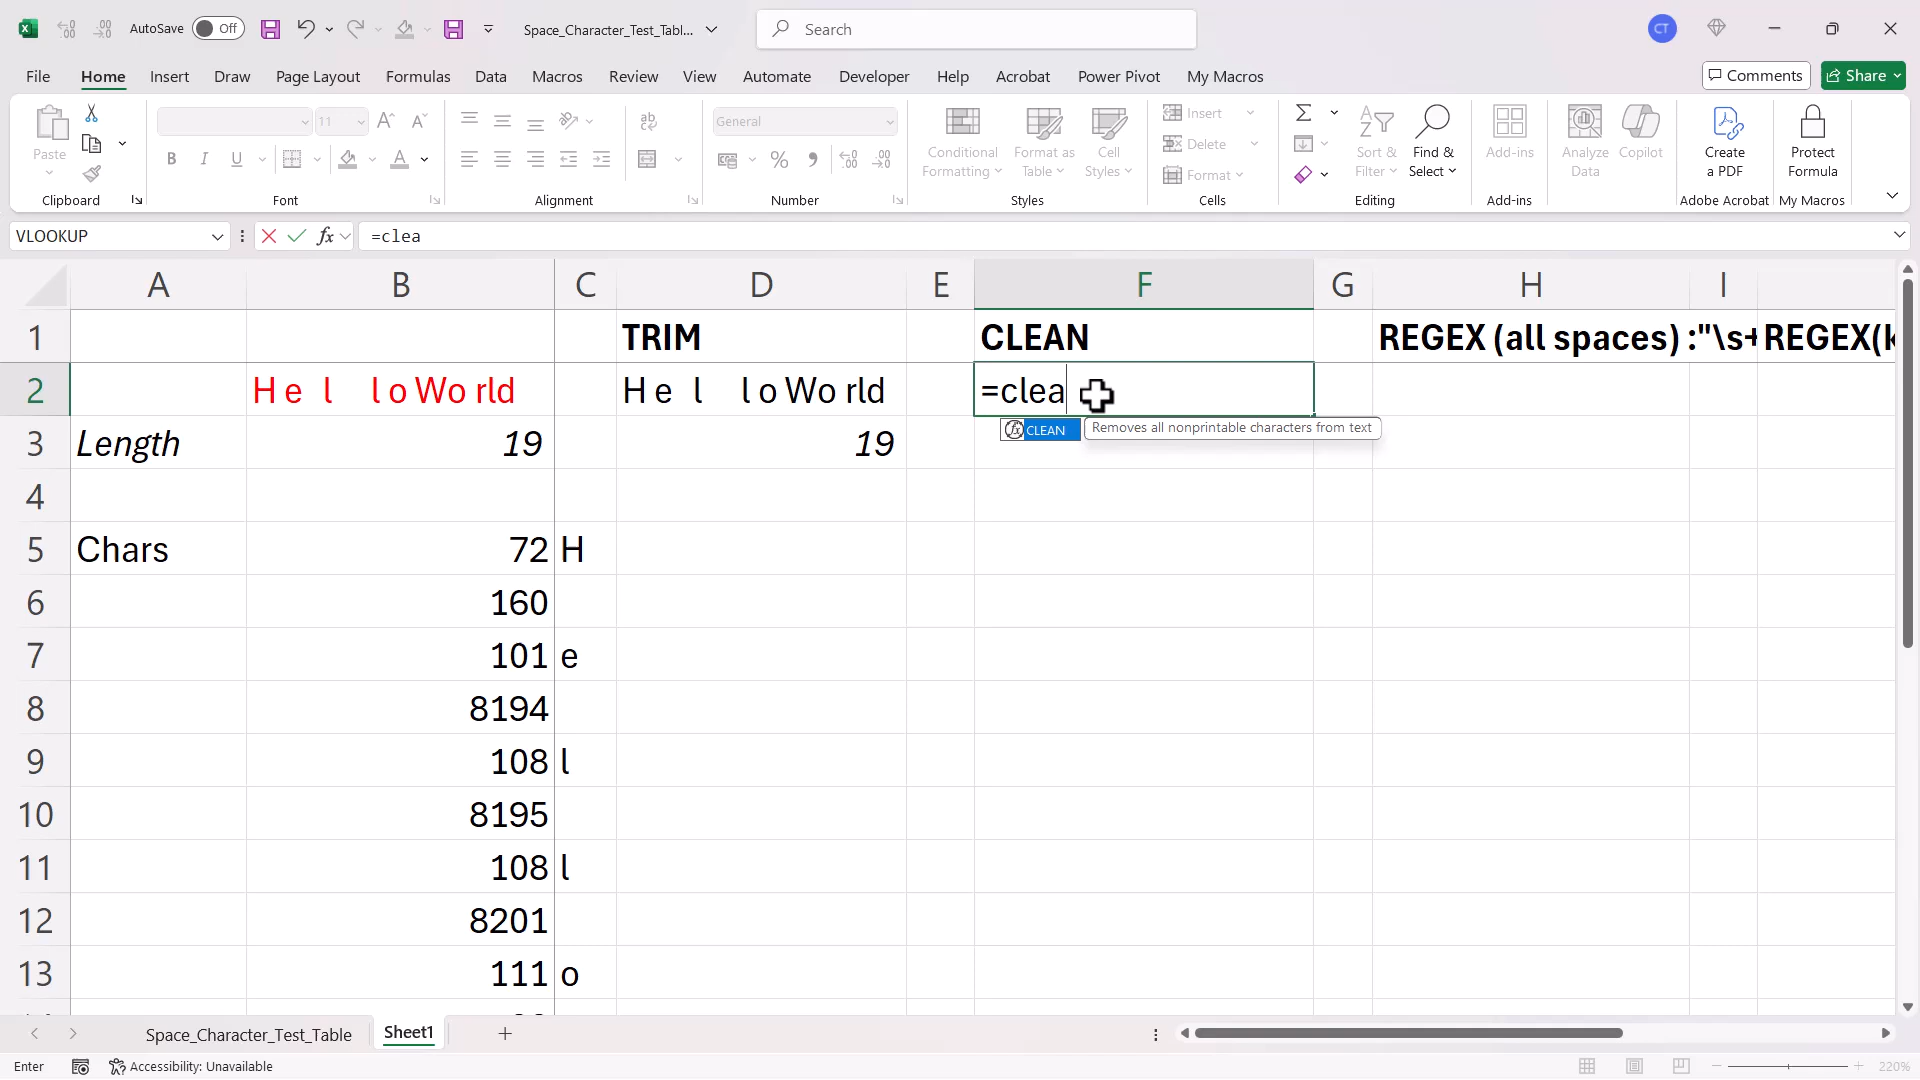 AutoSave Off Space_Character_Test_Tabl... Search CT
File Home Insert Draw Page Layout Formulas Data Macros Review View Automate Developer Help Acrobat Power Pivot My Macros Comments Share
Paste
Clipboard
11
B I U A
Font
ab
Alignment
General
%
Number
Conditional Formatting
Format as Table
Cell Styles
Styles
Insert
Delete
Format
Cells
Sort & Filter
Find & Select
Editing
Add-ins
Add-ins
Analyze Data
Copilot
Create a PDF
Adobe Acrobat
Protect Formula
My Macros
VLOOKUP fx =clea
A B C D E F G H I
1 TRIM CLEAN REGEX (all spaces) :"\s+ REGEX(k
2 H e l l o Wo rld H e l l o Wo rld =clea
CLEAN Removes all nonprintable characters from text
3 Length 19 19
4
5 Chars 72 H
6 160
7 101 e
8 8194
9 108 l
10 8195
11 108 l
12 8201
13 111 o
Space_Character_Test_Table Sheet1
Enter Accessibility: Unavailable 220%